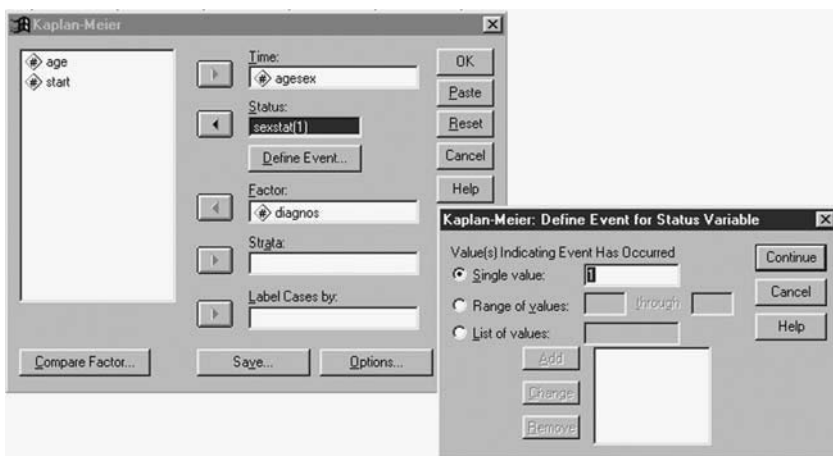 Kaplan-Meier
age
start
Time:
agesex
Status:
sexstat(1)
Define Event...
Factor:
diagnos
Strata:
Label Cases by:
OK
Paste
Reset
Cancel
Help
Compare Factor...
Save...
Options...
Kaplan-Meier: Define Event for Status Variable
Value(s) Indicating Event Has Occurred
Single value:
1
Range of values:
through
List of values:
Add
Change
Remove
Continue
Cancel
Help